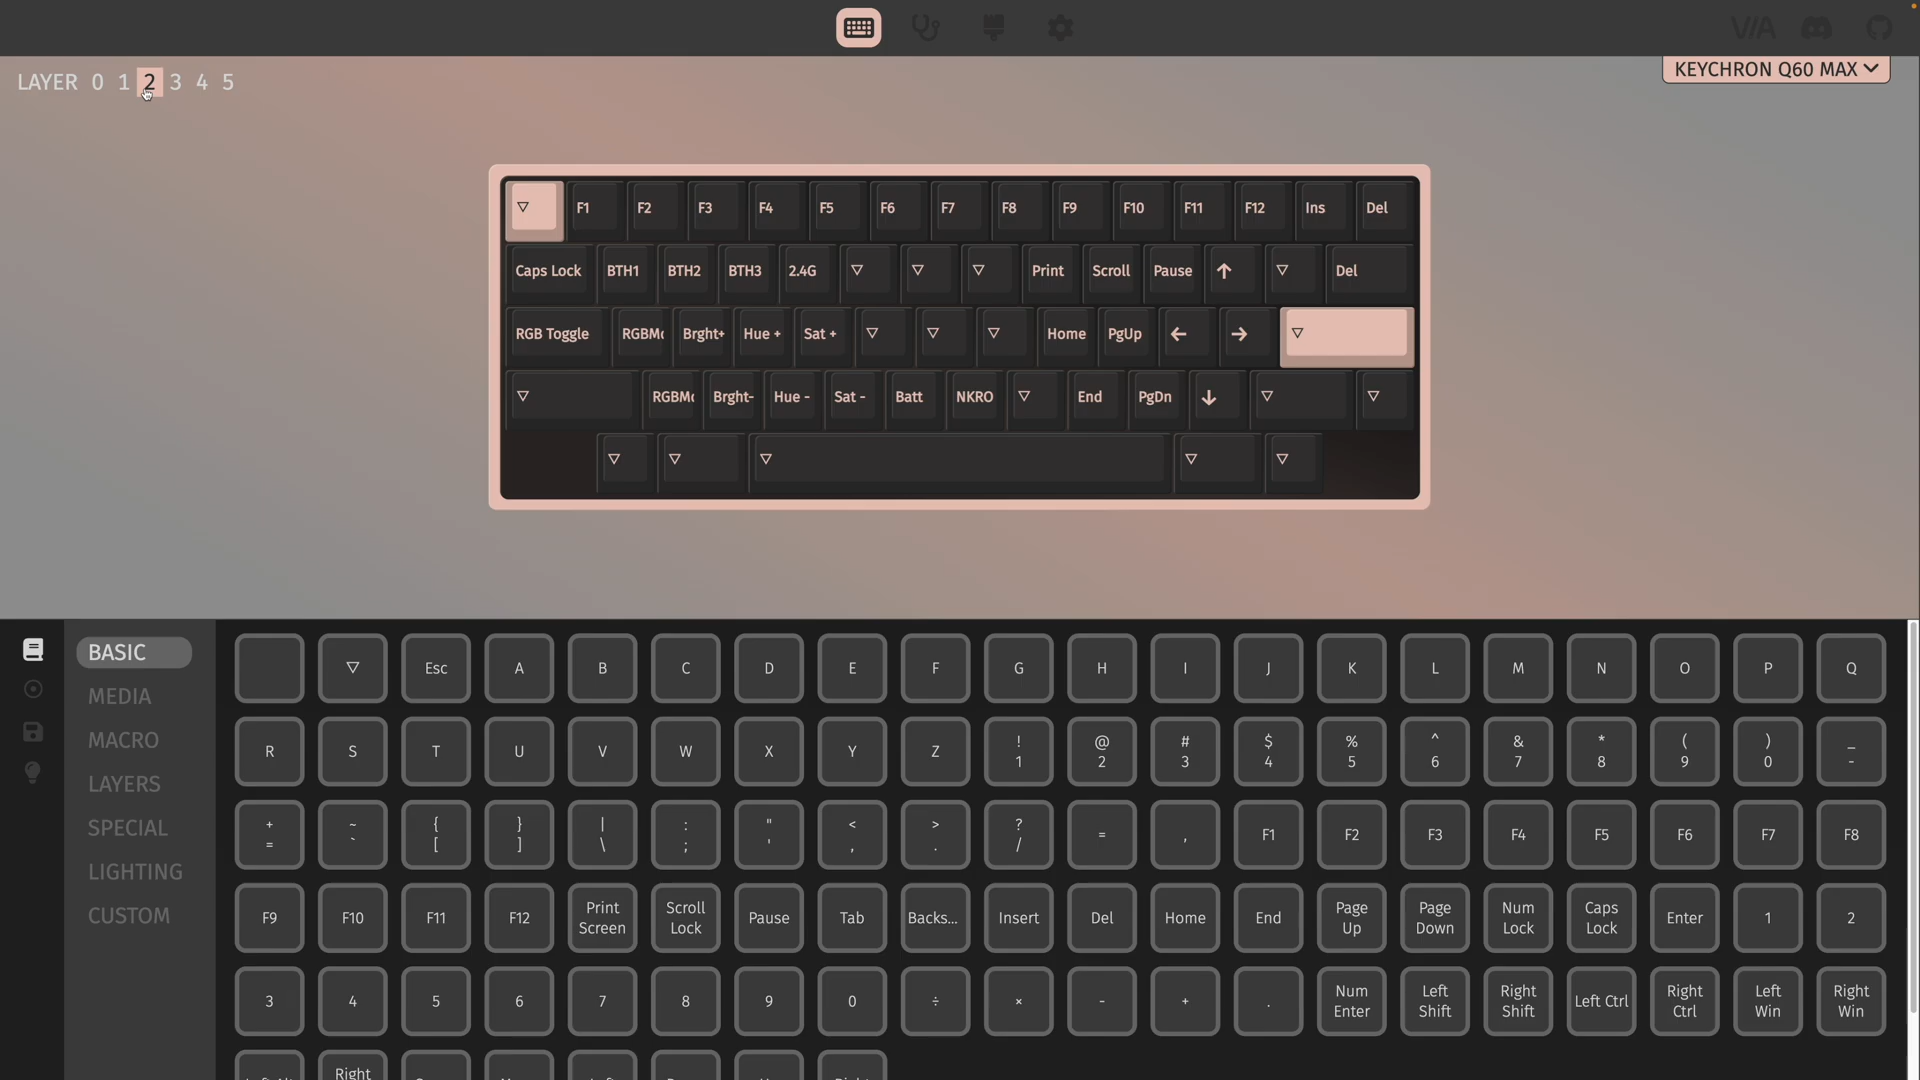 VIA
LAYER 0 1 2 3 4 5
KEYCHRON Q60 MAX
▽ F1 F2 F3 F4 F5 F6 F7 F8 F9 F10 F11 F12 Ins Del
Caps Lock BTH1 BTH2 BTH3 2.4G ▽ ▽ ▽ Print Scroll Pause ↑ ▽ Del
RGB Toggle RGBMo Brght+ Hue + Sat + ▽ ▽ ▽ Home PgUp ← → ▽
▽ RGBMo Brght- Hue - Sat - Batt NKRO ▽ End PgDn ↓ ▽ ▽
▽ ▽ ▽ ▽ ▽
BASIC
MEDIA
MACRO
LAYERS
SPECIAL
LIGHTING
CUSTOM
▽ Esc A B C D E F G H I J K L M N O P Q
R S T U V W X Y Z ! @ # $ % ^ & * ( ) _
1 2 3 4 5 6 7 8 9 0 -
+ ~ { } | : " < > ? = , F1 F2 F3 F4 F5 F6 F7 F8
= ` [ ] \ ; ' , . /
F9 F10 F11 F12 Print Scroll Pause Tab Backs... Insert Del Home End Page Page Num Caps Enter 1 2
Screen Lock Up Down Lock Lock
3 4 5 6 7 8 9 0 ÷ × - + . Num Left Right Left Ctrl Right Left Right
Enter Shift Shift Ctrl Win Win
Right